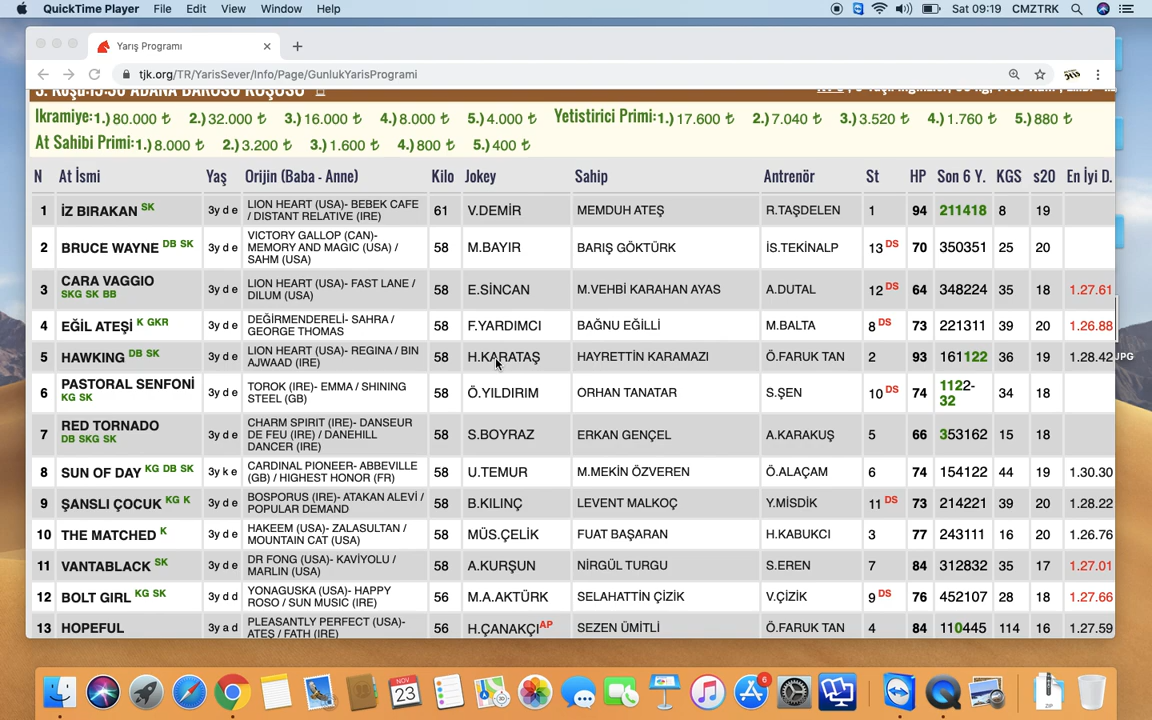 QuickTime Player File Edit View Window Help Sat 09:19 CMZTRK
Yarış Programı
tjk.org/TR/YarisSever/Info/Page/GunlukYarisProgrami
Ikramiye:1.) 80.000 ₺ 2.) 32.000 ₺ 3.) 16.000 ₺ 4.) 8.000 ₺ 5.) 4.000 ₺ Yetistirici Primi:1.) 17.600 ₺ 2.) 7.040 ₺ 3.) 3.520 ₺ 4.) 1.760 ₺ 5.) 880 ₺
At Sahibi Primi:1.) 8.000 ₺ 2.) 3.200 ₺ 3.) 1.600 ₺ 4.) 800 ₺ 5.) 400 ₺
N At İsmi Yaş Orijin (Baba - Anne) Kilo Jokey Sahip Antrenör St HP Son 6 Y. KGS s20 En İyi D.
1 İZ BIRAKAN SK 3y d e LION HEART (USA)- BEBEK CAFE / DISTANT RELATIVE (IRE) 61 V.DEMİR MEMDUH ATEŞ R.TAŞDELEN 1 94 211418 8 19
2 BRUCE WAYNE DB SK 3y d e VICTORY GALLOP (CAN)- MEMORY AND MAGIC (USA) / SAHM (USA) 58 M.BAYIR BARIŞ GÖKTÜRK İS.TEKİNALP 13 DS 70 350351 25 20
3 CARA VAGGIO SKG SK BB 3y d e LION HEART (USA)- FAST LANE / DILUM (USA) 58 E.SİNCAN M.VEHBİ KARAHAN AYAS A.DUTAL 12 DS 64 348224 35 18 1.27.61
4 EĞİL ATEŞİ K GKR 3y d e DEĞİRMENDERELİ- SAHRA / GEORGE THOMAS 58 F.YARDIMCI BAĞNU EĞİLLİ M.BALTA 8 DS 73 221311 39 20 1.26.88
5 HAWKING DB SK 3y d e LION HEART (USA)- REGINA / BIN AJWAAD (IRE) 58 H.KARATAŞ HAYRETTİN KARAMAZI Ö.FARUK TAN 2 93 161122 36 19 1.28.42 JPG
6 PASTORAL SENFONİ KG SK 3y d e TOROK (IRE)- EMMA / SHINING STEEL (GB) 58 Ö.YILDIRIM ORHAN TANATAR S.ŞEN 10 DS 74 1122-32 34 18
7 RED TORNADO DB SKG SK 3y d e CHARM SPIRIT (IRE)- DANSEUR DE FEU (IRE) / DANEHILL DANCER (IRE) 58 S.BOYRAZ ERKAN GENÇEL A.KARAKUŞ 5 66 353162 15 18
8 SUN OF DAY KG DB SK 3y k e CARDINAL PIONEER- ABBEVILLE (GB) / HIGHEST HONOR (FR) 58 U.TEMUR M.MEKİN ÖZVEREN Ö.ALAÇAM 6 74 154122 44 19 1.30.30
9 ŞANSLI ÇOCUK KG K 3y d e BOSPORUS (IRE)- ATAKAN ALEVİ / POPULAR DEMAND 58 B.KILINÇ LEVENT MALKOÇ Y.MİSDİK 11 DS 73 214221 39 20 1.28.22
10 THE MATCHED K 3y d e HAKEEM (USA)- ZALASULTAN / MOUNTAIN CAT (USA) 58 MÜS.ÇELİK FUAT BAŞARAN H.KABUKCI 3 77 243111 16 20 1.26.76
11 VANTABLACK SK 3y d e DR FONG (USA)- KAVİYOLU / MARLIN (USA) 58 A.KURŞUN NİRGÜL TURGU S.EREN 7 84 312832 35 17 1.27.01
12 BOLT GIRL KG SK 3y d d YONAGUSKA (USA)- HAPPY ROSO / SUN MUSIC (IRE) 56 M.A.AKTÜRK SELAHATTİN ÇİZİK V.ÇİZİK 9 DS 76 452107 28 18 1.27.66
13 HOPEFUL 3y a d PLEASANTLY PERFECT (USA)- ATEŞ / FATH (IRE) 56 H.ÇANAKÇI AP SEZEN ÜMİTLİ Ö.FARUK TAN 4 84 110445 114 16 1.27.59
NOV 23 6 ZIP